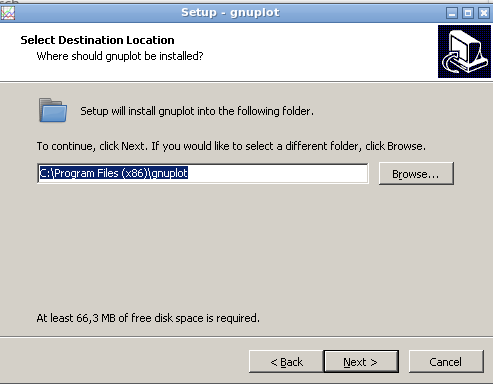 Setup - gnuplot
Select Destination Location
Where should gnuplot be installed?
Setup will install gnuplot into the following folder.
To continue, click Next. If you would like to select a different folder, click Browse.
C:\Program Files (x86)\gnuplot
Browse...
At least 66,3 MB of free disk space is required.
< Back
Next >
Cancel